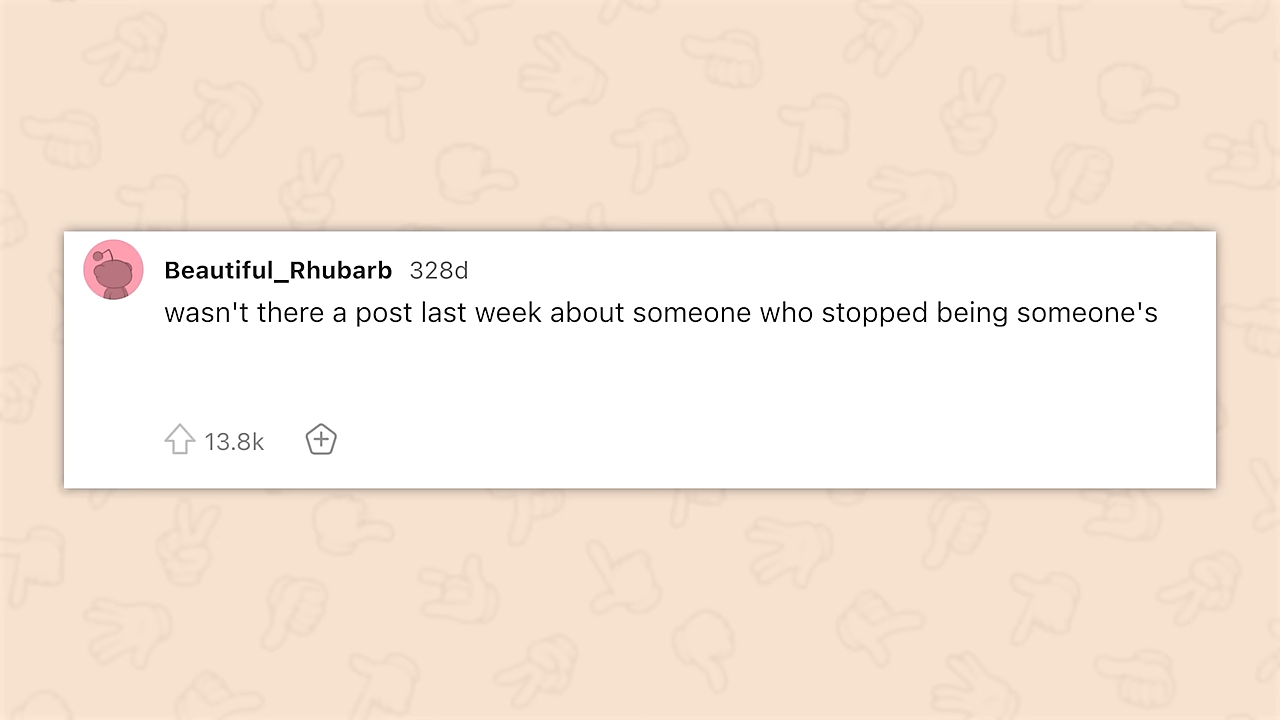 Beautiful_Rhubarb 328d
wasn't there a post last week about someone who stopped being someone's
13.8k